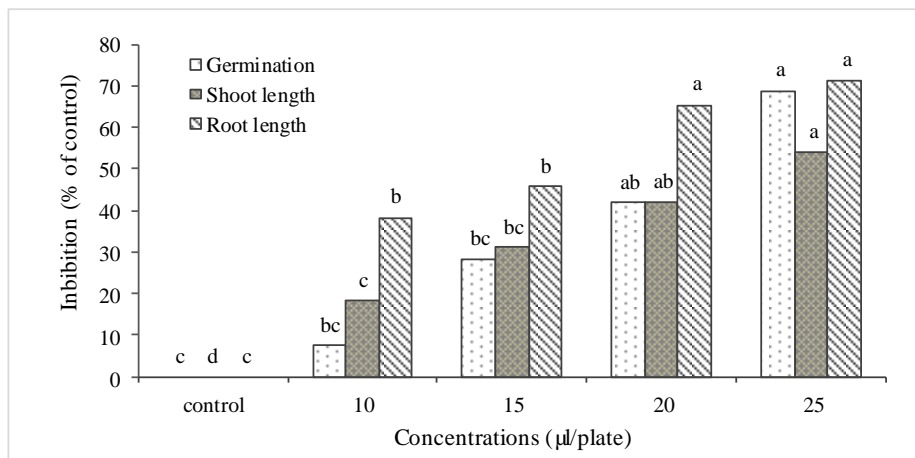 80
70
60
50
40
30
20
10
0
Inbibition (% of control)
Germination
Shoot length
Root length
c d c
bc c b
bc bc b
ab ab a
a a a
control 10 15 20 25
Concentrations (µl/plate)